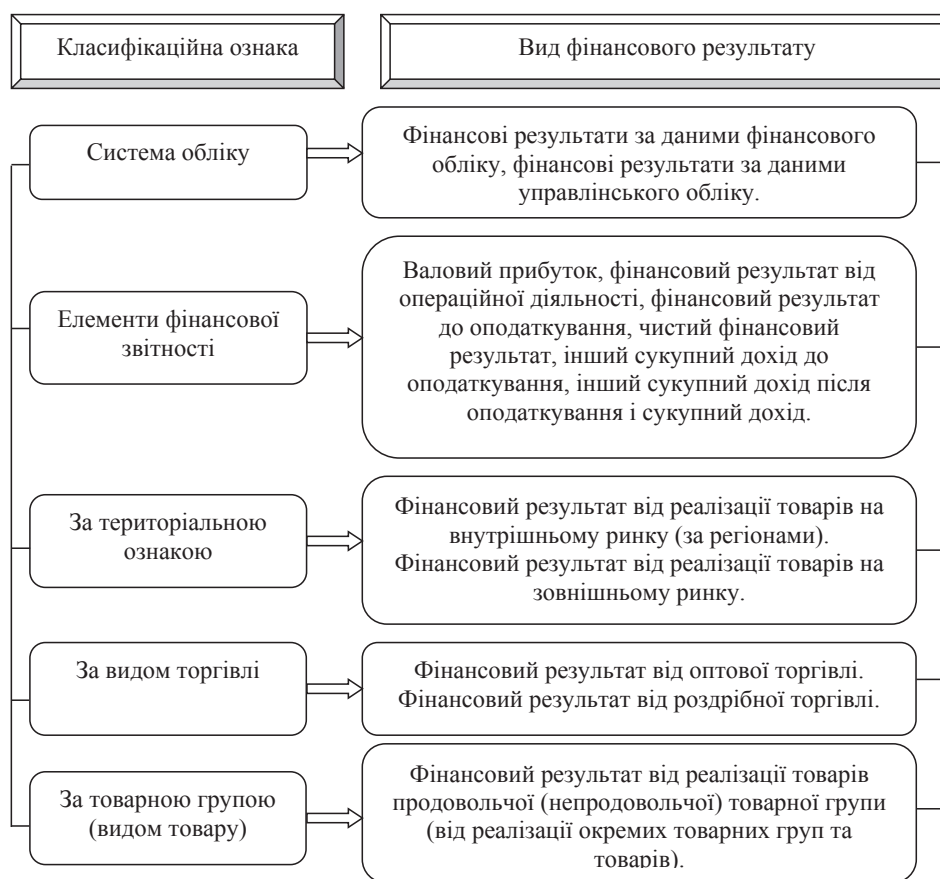 Класифікаційна ознака
Вид фінансового результату
Система обліку
Фінансові результати за даними фінансового
обліку, фінансові результати за даними
управлінського обліку.
Елементи фінансової
звітності
Валовий прибуток, фінансовий результат від
операційної діяльності, фінансовий результат
до оподаткування, чистий фінансовий
результат, інший сукупний дохід до
оподаткування, інший сукупний дохід після
оподаткування і сукупний дохід.
За територіальною
ознакою
Фінансовий результат від реалізації товарів на
внутрішньому ринку (за регіонами).
Фінансовий результат від реалізації товарів на
зовнішньому ринку.
За видом торгівлі
Фінансовий результат від оптової торгівлі.
Фінансовий результат від роздрібної торгівлі.
За товарною групою
(видом товару)
Фінансовий результат від реалізації товарів
продовольчої (непродовольчої) товарної групи
(від реалізації окремих товарних груп та
товарів).